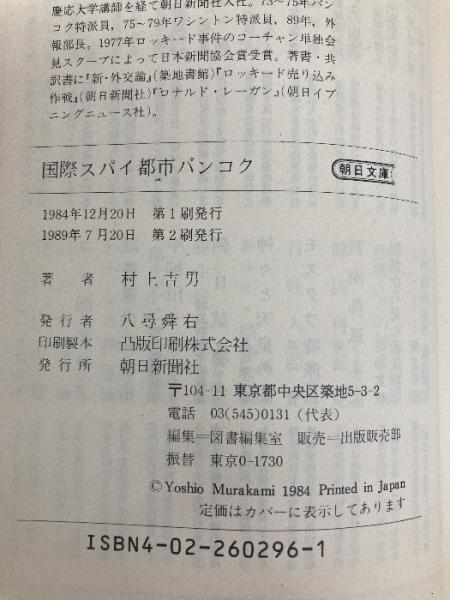 慶応大学講師を経て朝日新聞社入社。73〜75年バン
コク特派員，75〜79年ワシントン特派員，89年，外
報部長。1977年ロッキード事件のコーチャン単独会
見スクープによって日本新聞協会賞受賞。著書・共
訳書に『新・外交論』(築地書館)『ロッキード売り込み
作戦』(朝日新聞社)『ロナルド・レーガン』(朝日イブ
ニングニュース社)。
国際スパイ都市バンコク
朝日文庫
1984年12月20日 第1刷発行
1989年7月20日 第2刷発行
著者 村上吉男
発行者 八尋舜右
印刷製本 凸版印刷株式会社
発行所 朝日新聞社
〒104-11 東京都中央区築地5-3-2
電話 03(545)0131(代表)
編集＝図書編集室 販売＝出版販売部
振替 東京0-1730
©Yoshio Murakami 1984 Printed in Japan
定価はカバーに表示してあります
ISBN4-02-260296-1